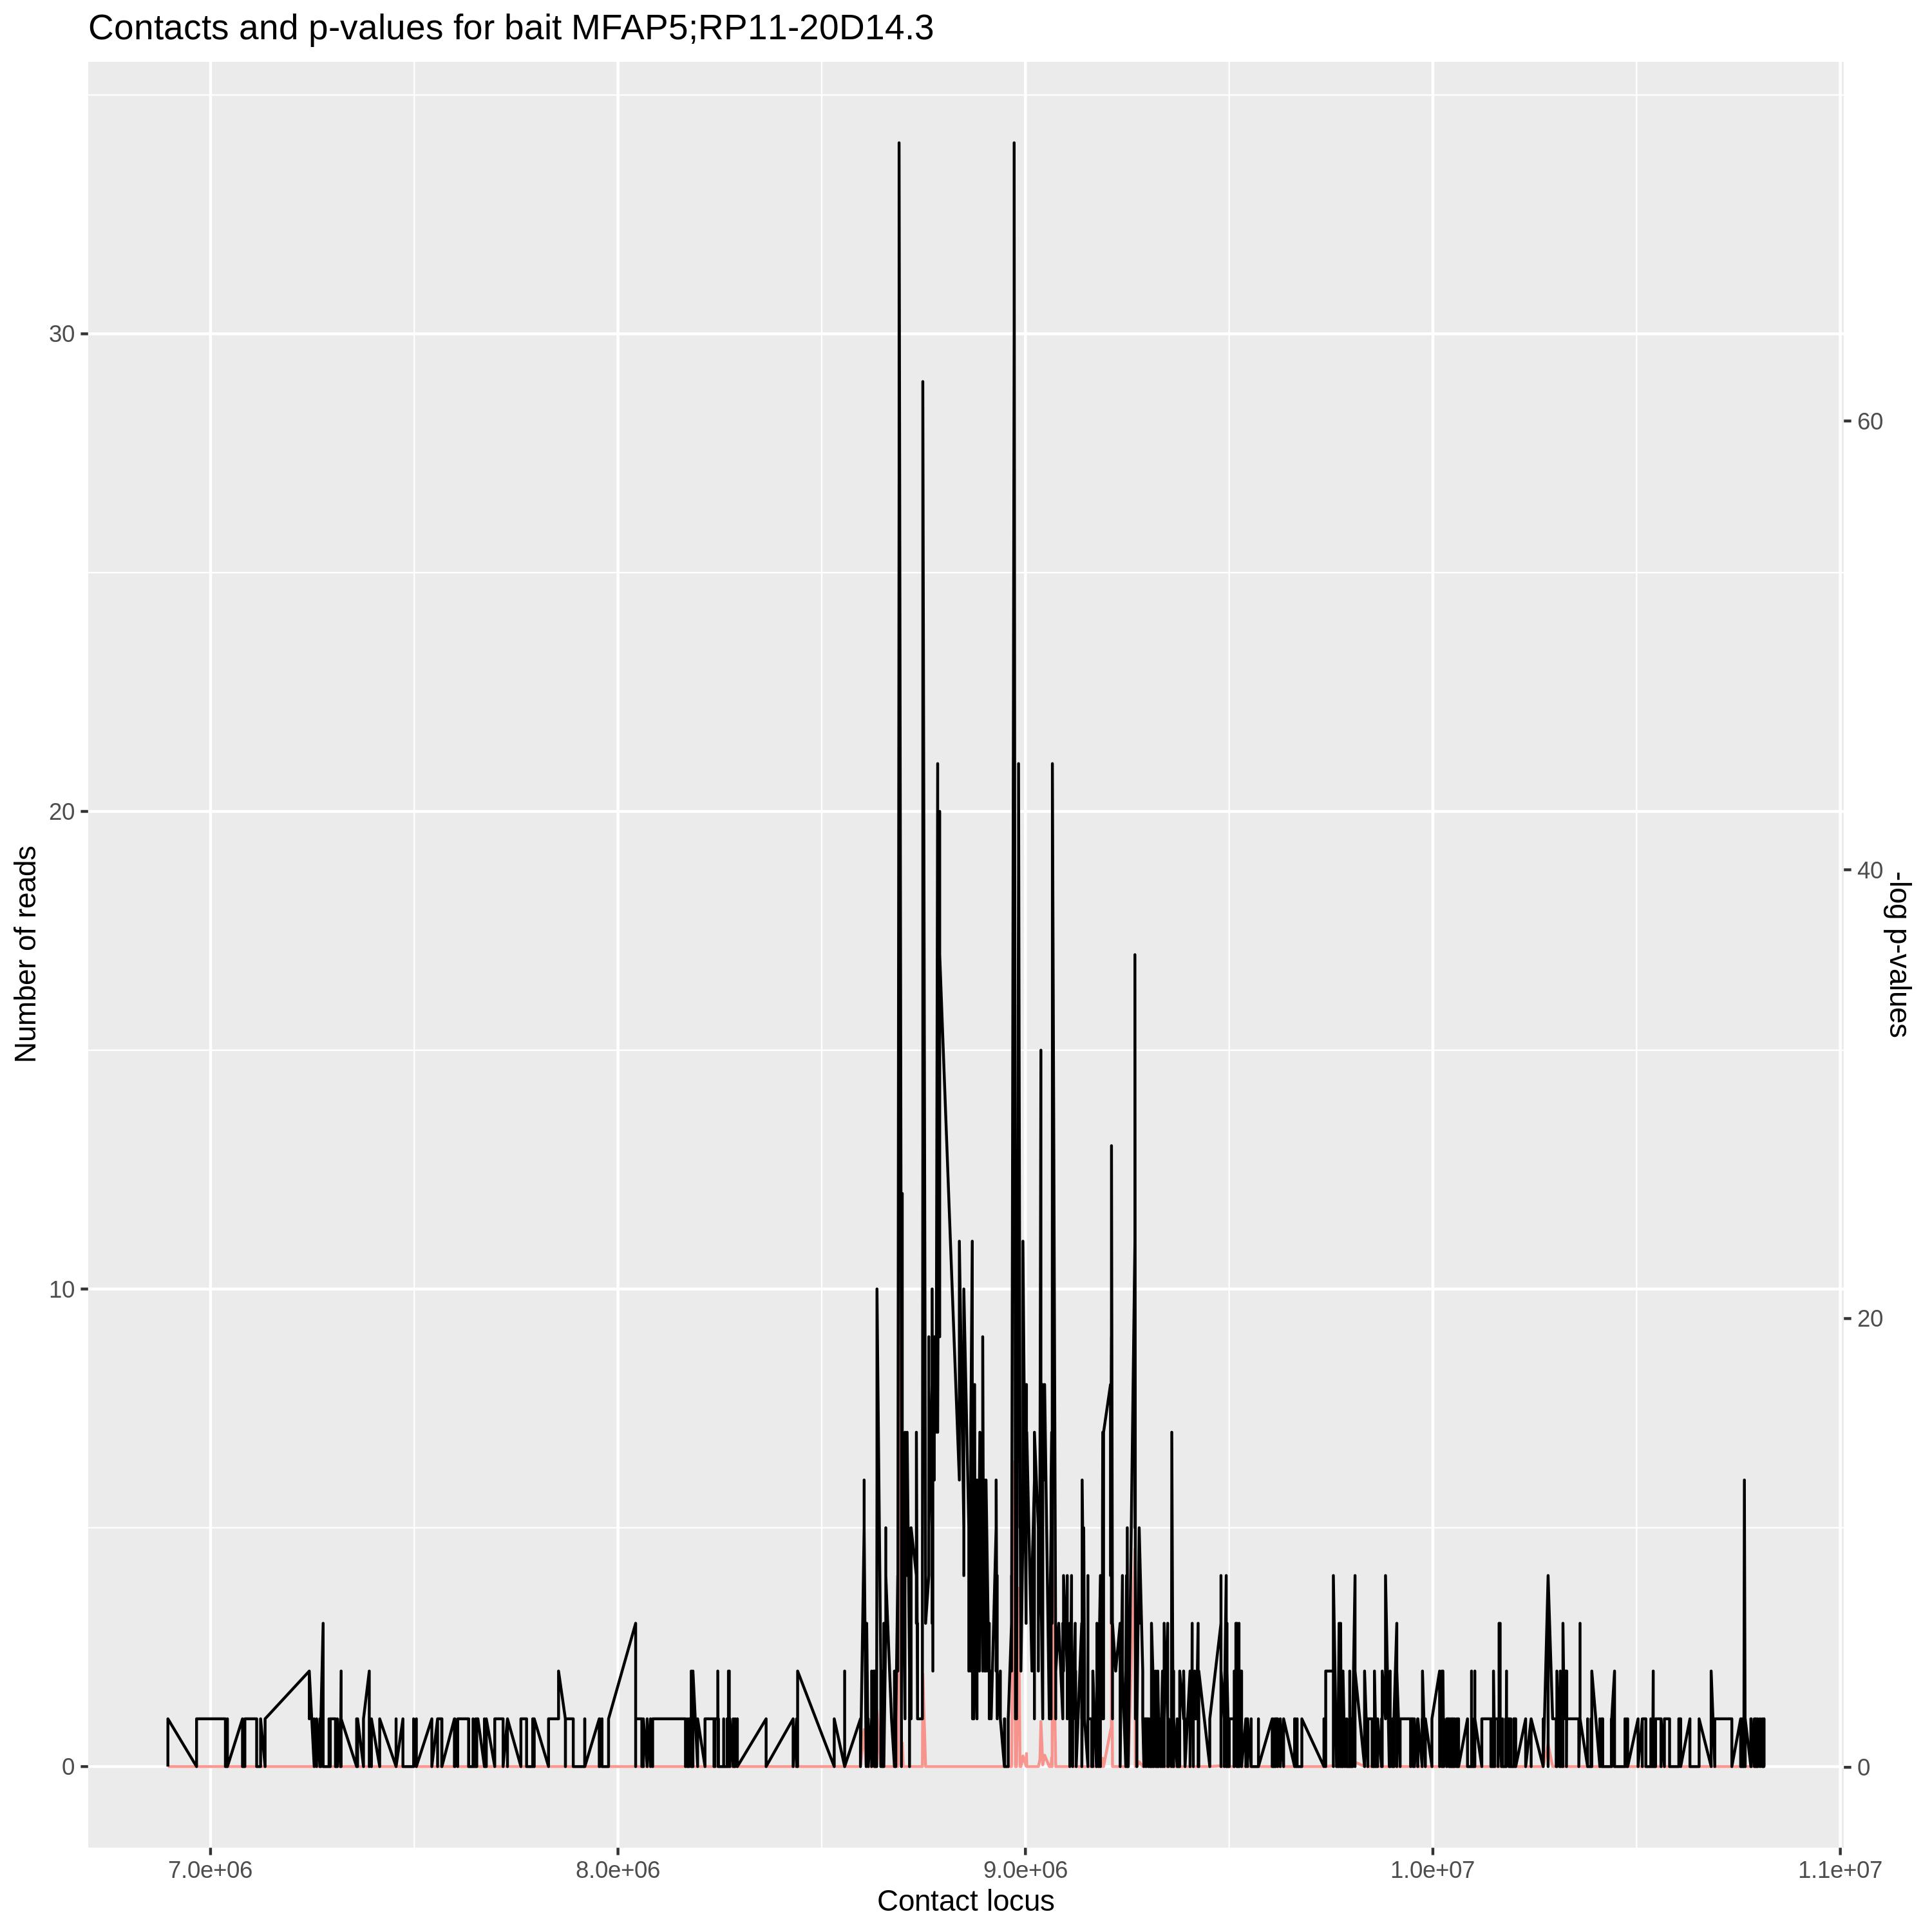 Contacts and p-values for bait MFAP5;RP11-20D14.3
30
20
10
0
Number of reads
60
40
20
0
-log p-values
7.0e+06
8.0e+06
9.0e+06
1.0e+07
1.1e+07
Contact locus